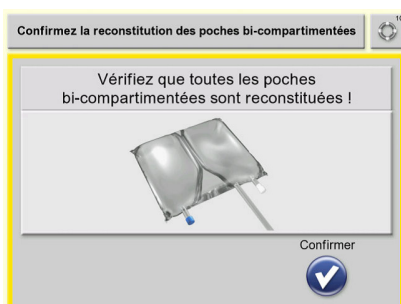 Confirmez la reconstitution des poches bi-compartimentées
Vérifiez que toutes les poches
bi-compartimentées sont reconstituées !
Confirmer